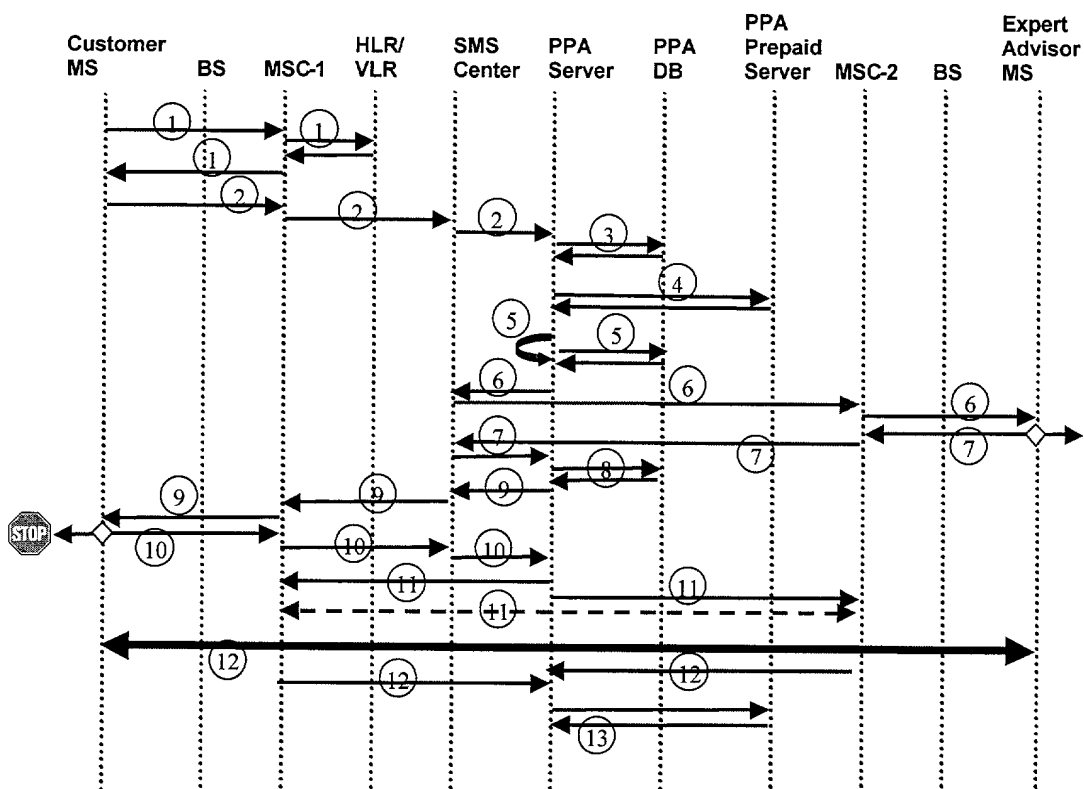 Customer MS
BS
MSC-1
HLR/ VLR
SMS Center
PPA Server
PPA DB
PPA Prepaid Server
MSC-2
BS
Expert Advisor MS
1
1
1
2
2
2
3
4
5
5
6
6
6
7
7
7
8
9
9
9
STOP
10
10
10
11
11
11
12
12
12
13